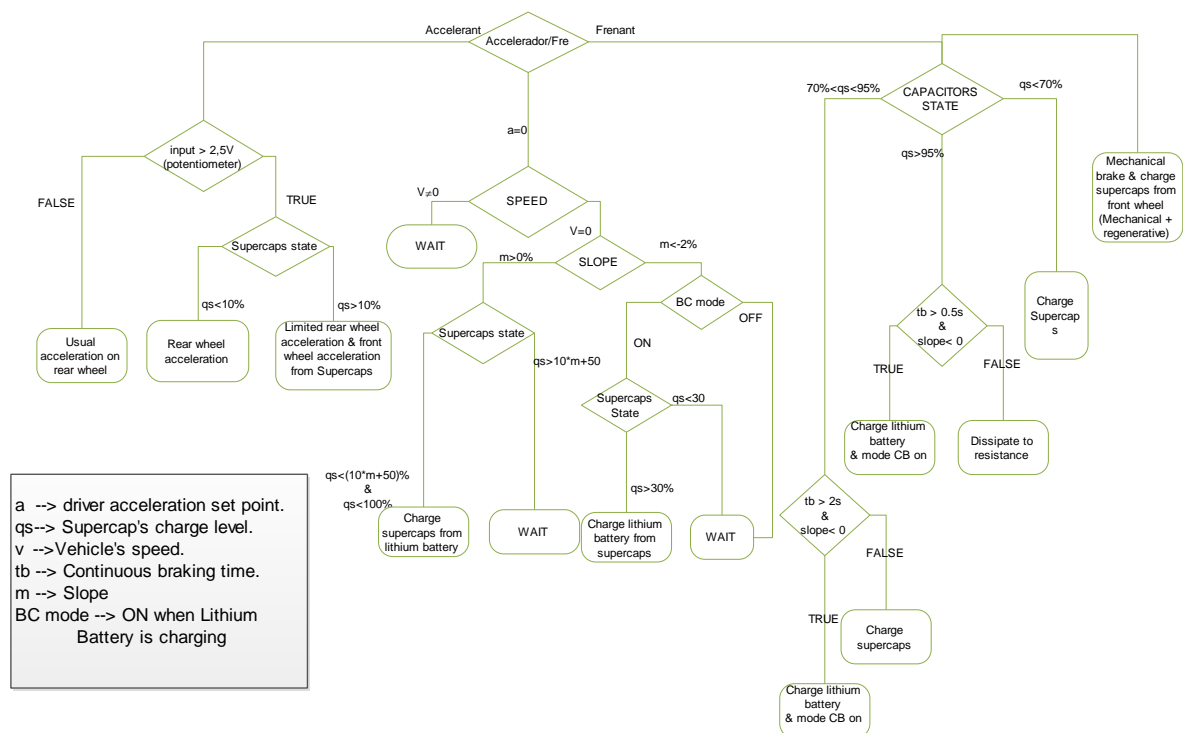 Accelerant
Accelerador/Fre
Frenant
a=0
input > 2,5V
(potentiometer)
FALSE
TRUE
Supercaps state
qs<10%
qs>10%
Usual
acceleration on
rear wheel
Rear wheel
acceleration
Limited rear wheel
acceleration & front
wheel acceleration
from Supercaps
SPEED
V≠0
WAIT
V=0
SLOPE
m>0%
m<-2%
Supercaps state
qs>10*m+50
qs<(10*m+50)%
&
qs<100%
Charge
supercaps from
lithium battery
WAIT
BC mode
ON
OFF
Supercaps
State
qs<30
qs>30%
Charge lithium
battery from
supercaps
WAIT
CAPACITORS
STATE
70%<qs<95%
qs<70%
qs>95%
Mechanical
brake & charge
supercaps from
front wheel
(Mechanical +
regenerative)
Charge
Supercap
s
tb > 0.5s
&
slope< 0
TRUE
FALSE
Charge lithium
battery
& mode CB on
Dissipate to
resistance
tb > 2s
&
slope< 0
FALSE
TRUE
Charge
supercaps
Charge lithium
battery
& mode CB on
a --> driver acceleration set point.
qs--> Supercap's charge level.
v -->Vehicle's speed.
tb --> Continuous braking time.
m --> Slope
BC mode --> ON when Lithium
Battery is charging